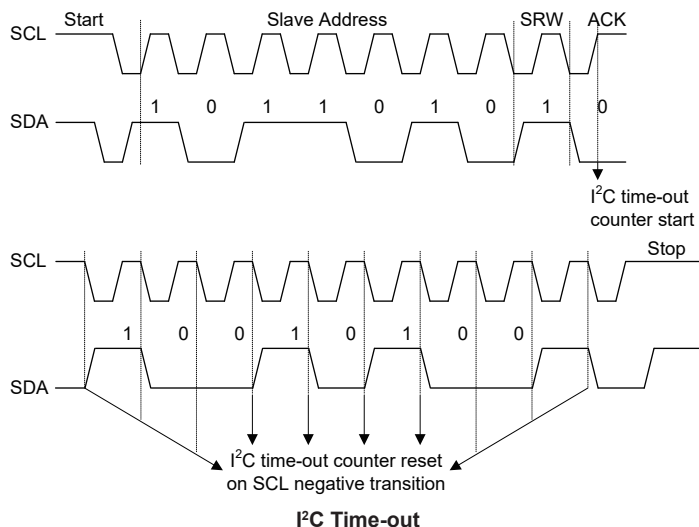 Start Slave Address SRW ACK
SCL
1 0 1 1 0 1 0 1 0
SDA
I²C time-out
counter start
Stop
SCL
1 0 0 1 0 1 0 0
SDA
I²C time-out counter reset
on SCL negative transition
I²C Time-out